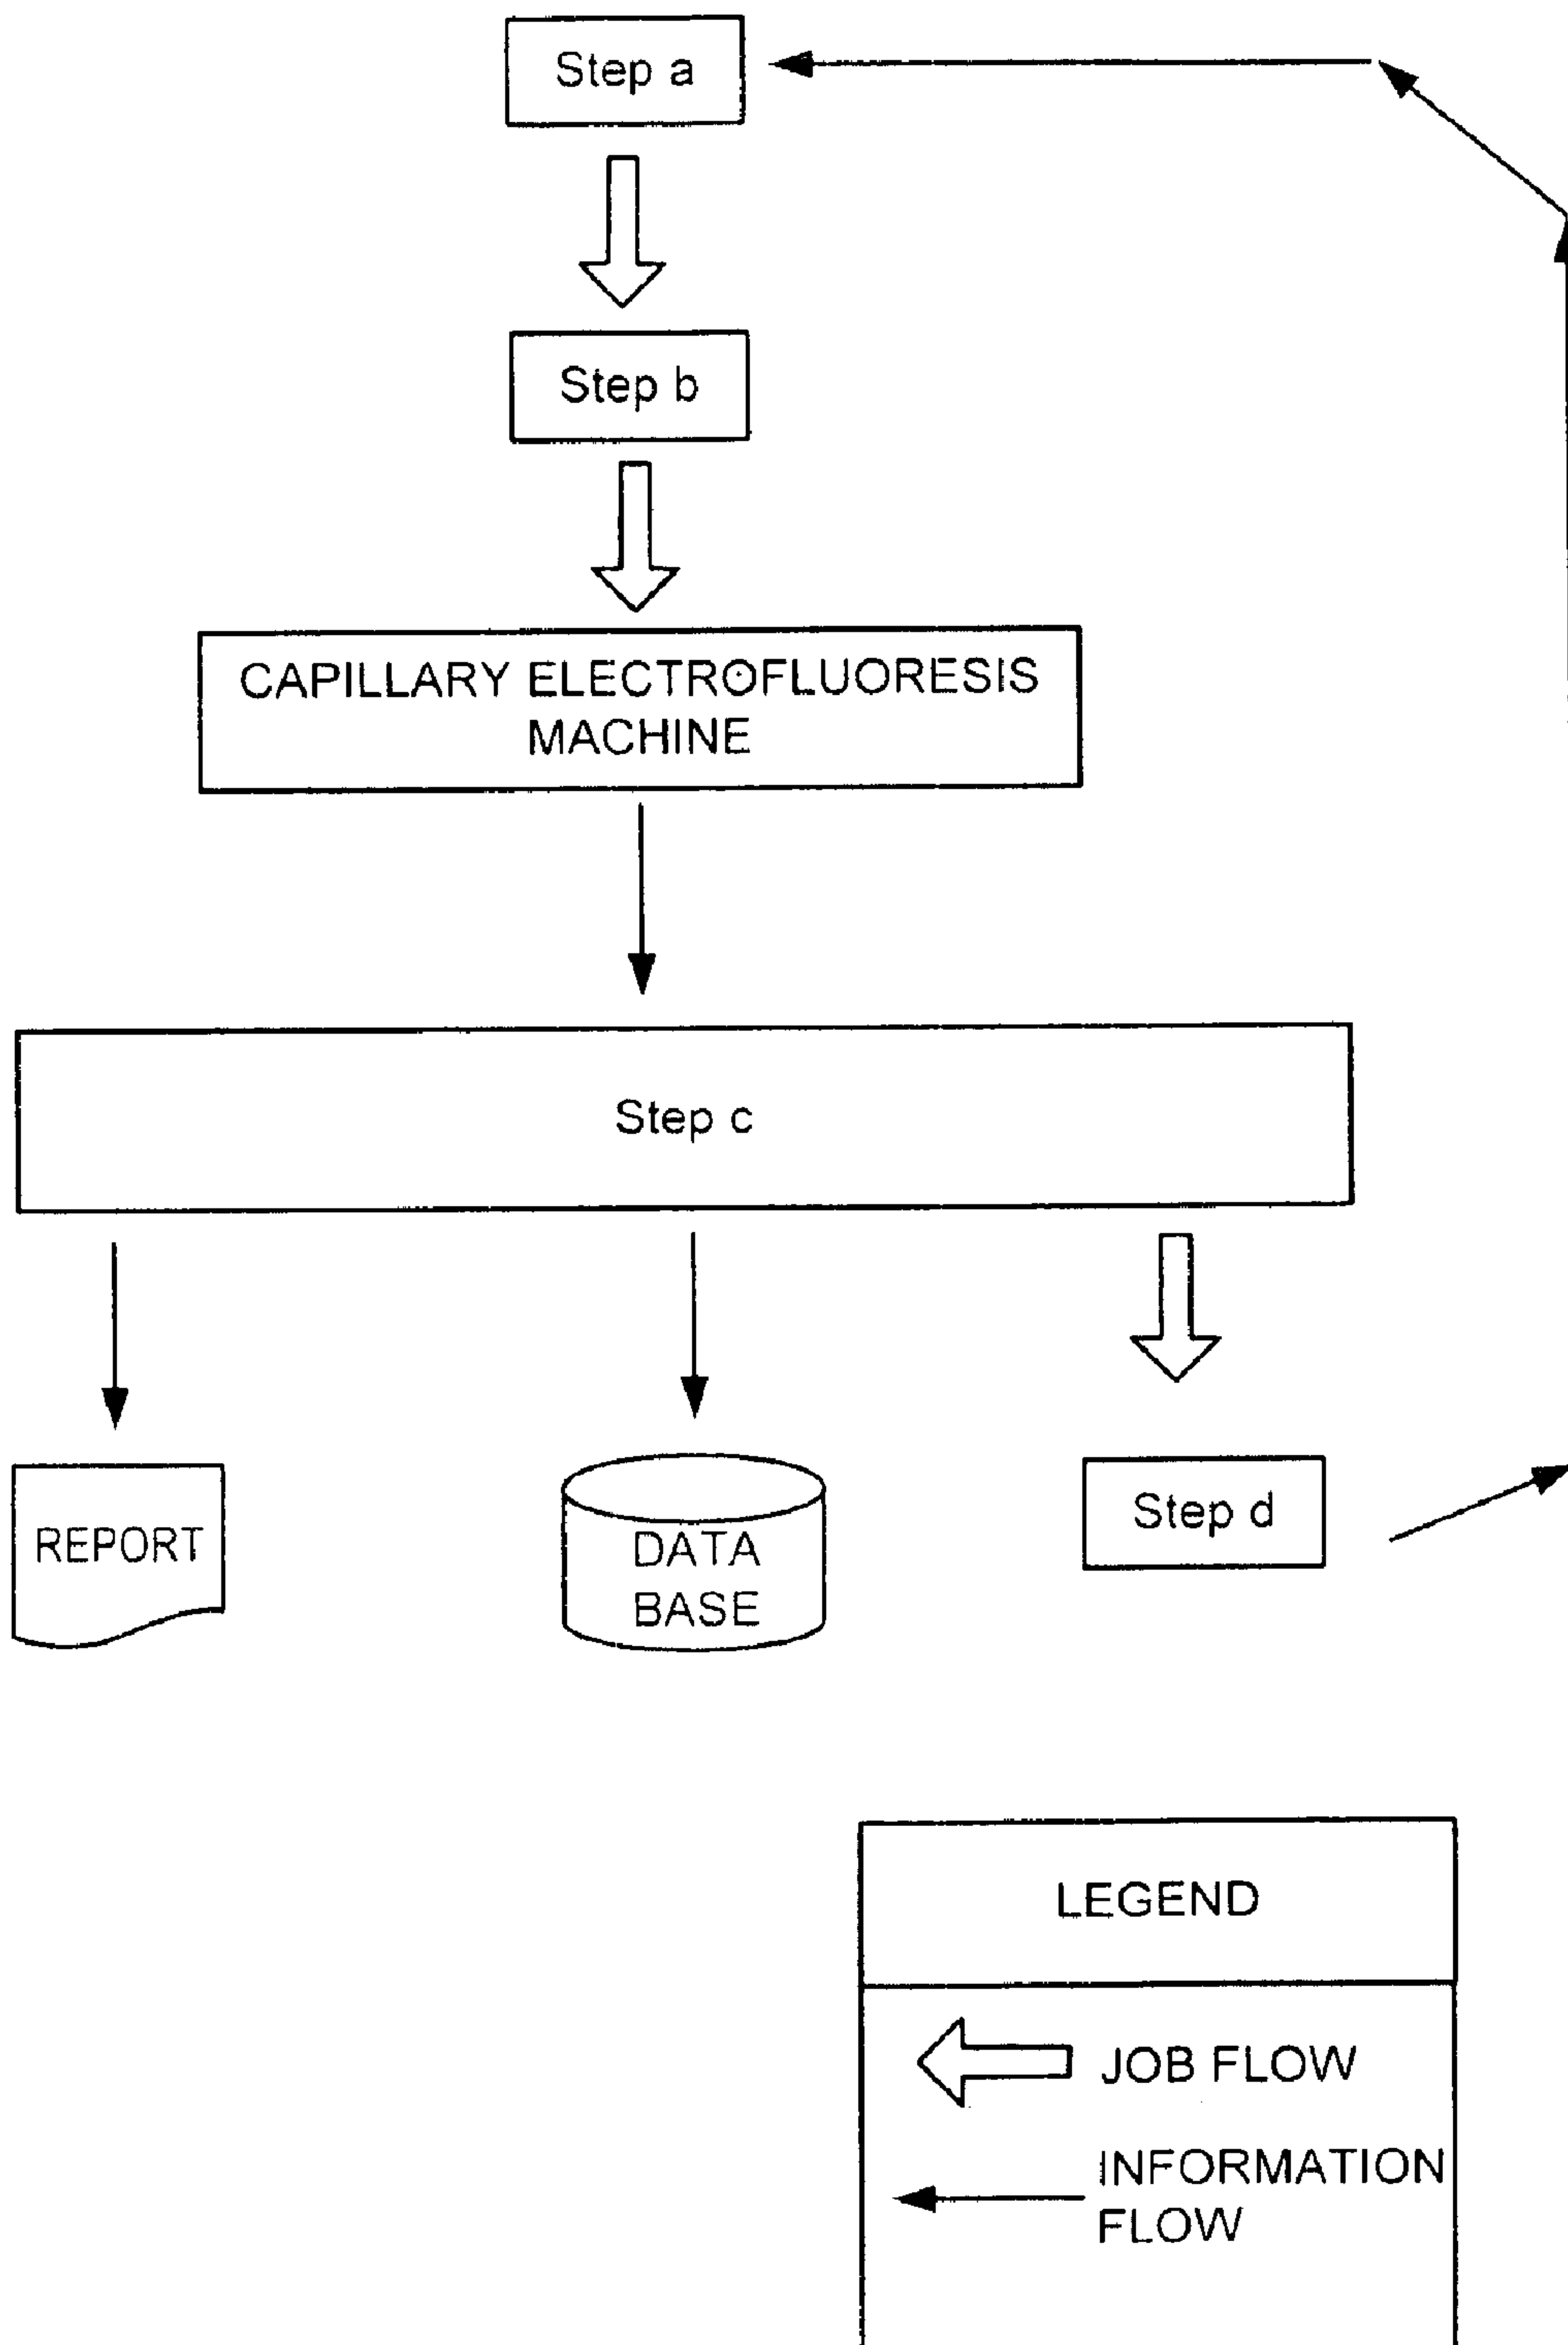 Step a
Step b
CAPILLARY ELECTROFLUORESIS
MACHINE
Step c
REPORT
DATA
BASE
Step d
LEGEND
JOB FLOW
INFORMATION
FLOW